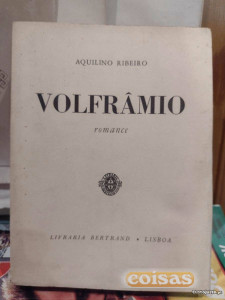 AQUILINO RIBEIRO
VOLFRÂMIO
romance
LIVRARIA BERTRAND • LISBOA
coisas